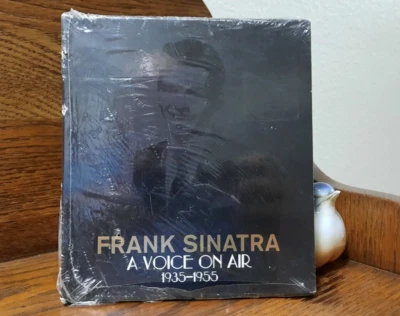 FRANK SINATRA
A VOICE ON AIR
1935–1955